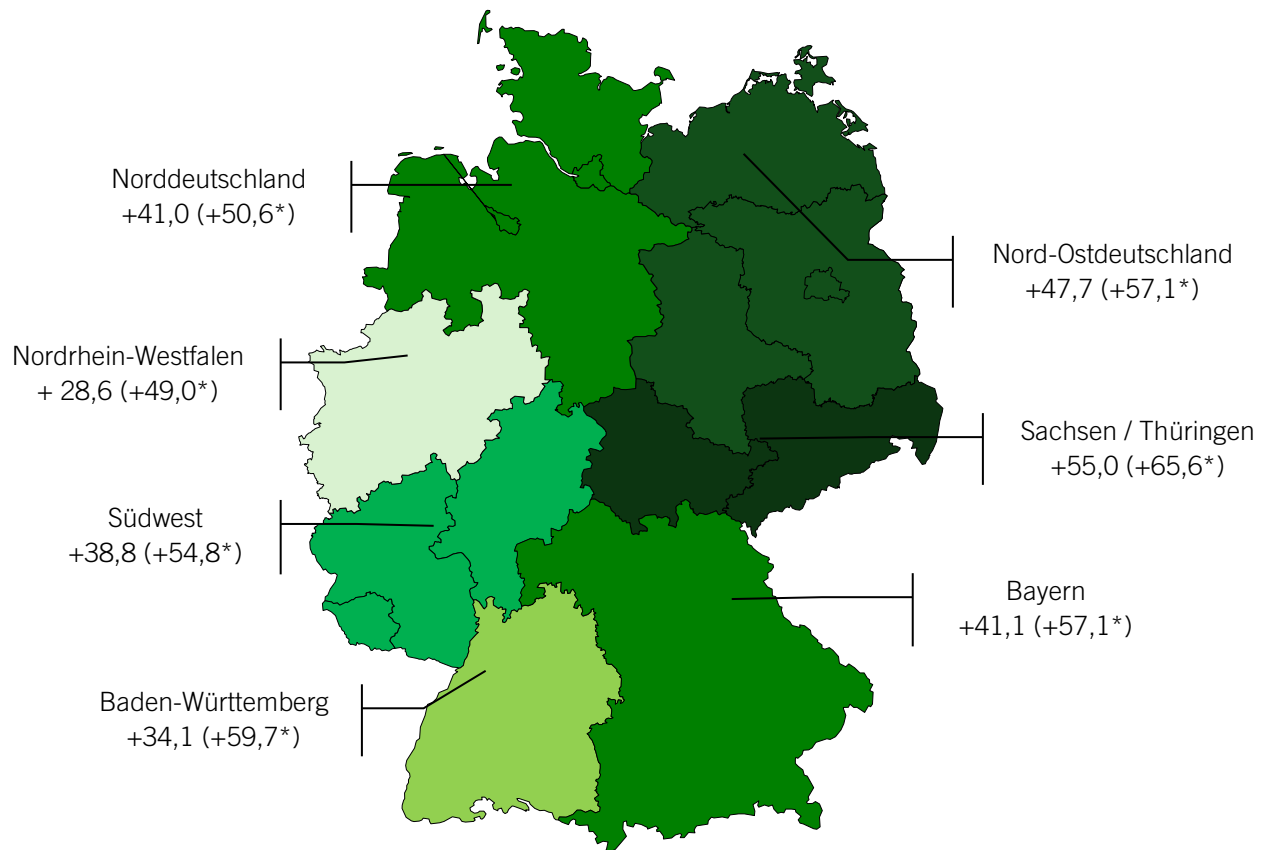 Norddeutschland
+41,0 (+50,6*)
Nord-Ostdeutschland
+47,7 (+57,1*)
Nordrhein-Westfalen
+ 28,6 (+49,0*)
Sachsen / Thüringen
+55,0 (+65,6*)
Südwest
+38,8 (+54,8*)
Bayern
+41,1 (+57,1*)
Baden-Württemberg
+34,1 (+59,7*)